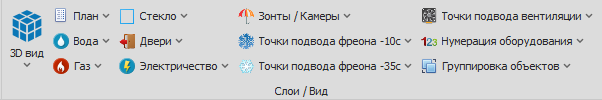 План Стекло Зонты / Камеры Точки подвода вентиляции
3D вид Вода Двери Точки подвода фреона -10с 123 Нумерация оборудования
Газ Электричество Точки подвода фреона -35с Группировка объектов
Слои / Вид